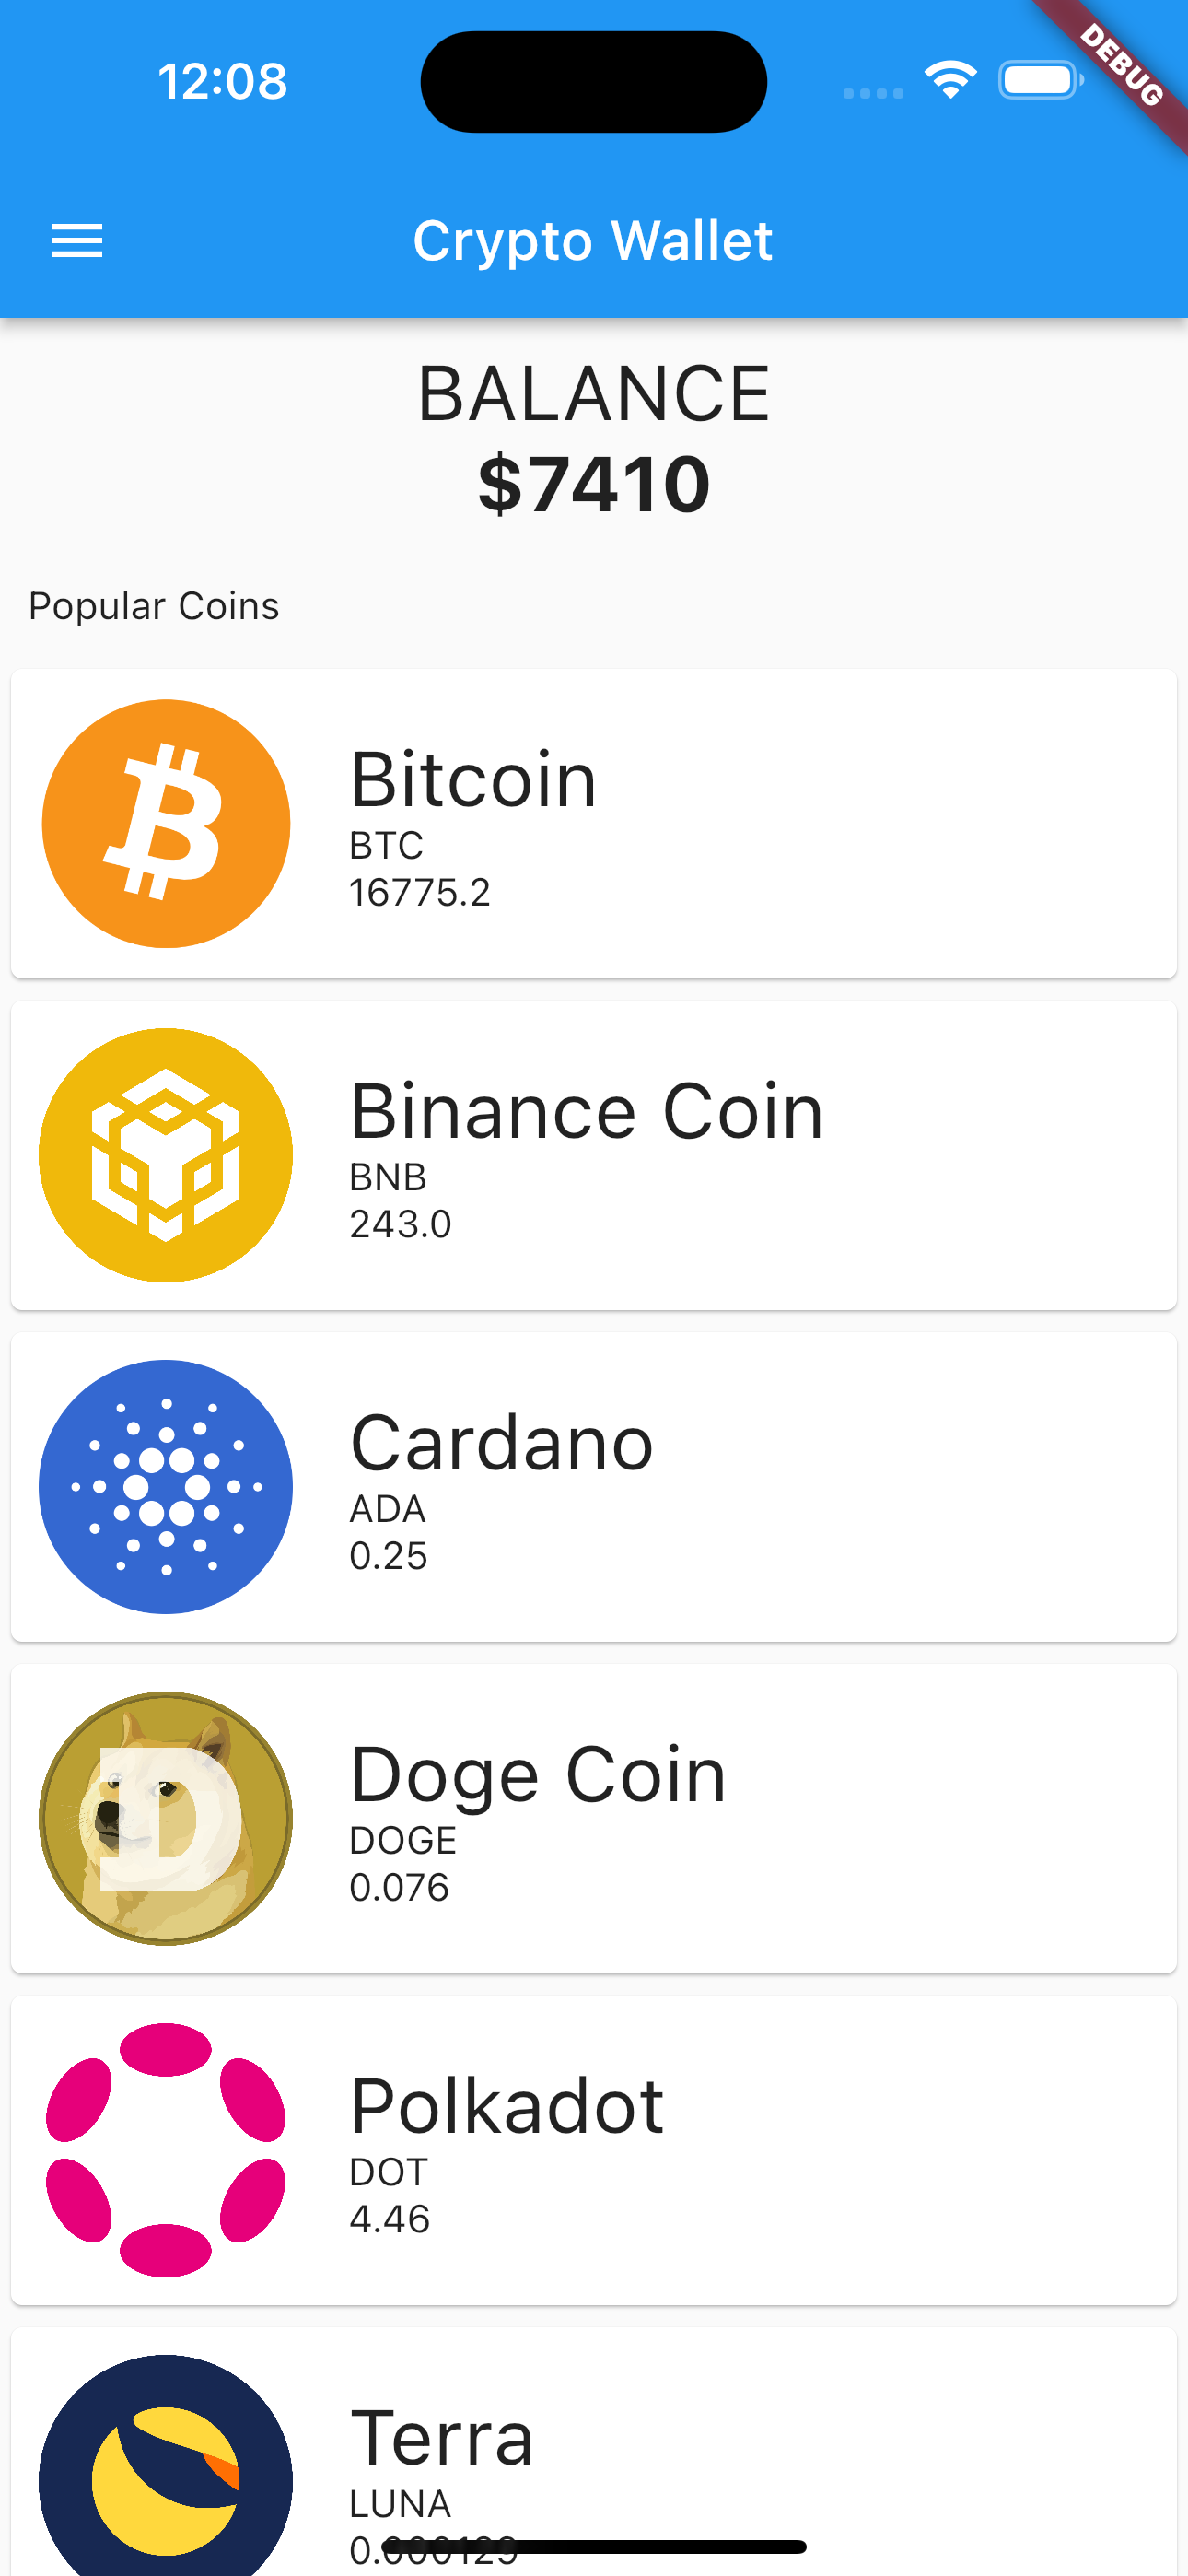 12:08
DEBUG
Crypto Wallet
BALANCE
$7410
Popular Coins
Bitcoin
BTC
16775.2
Binance Coin
BNB
243.0
Cardano
ADA
0.25
Doge Coin
DOGE
0.076
Polkadot
DOT
4.46
Terra
LUNA
0.000129